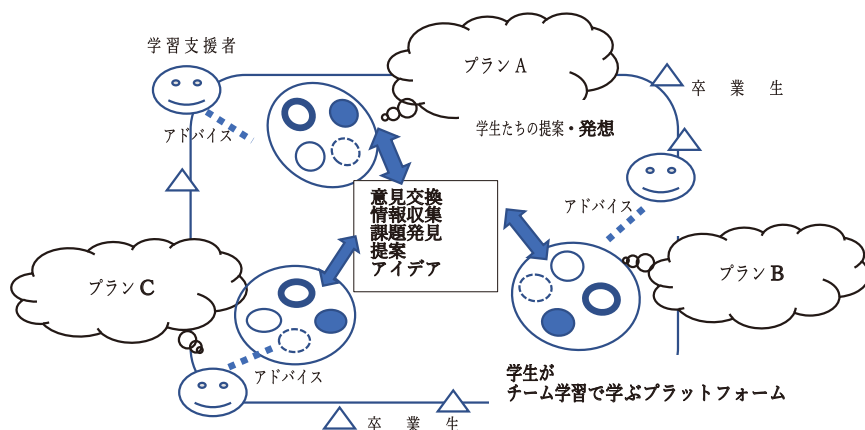 学習支援者
プランA
卒業生
アドバイス
学生たちの提案・発想
意見交換
情報収集
課題発見
提案
アイデア
アドバイス
プランC
プランB
アドバイス
学生が
チーム学習で学ぶプラットフォーム
卒業生